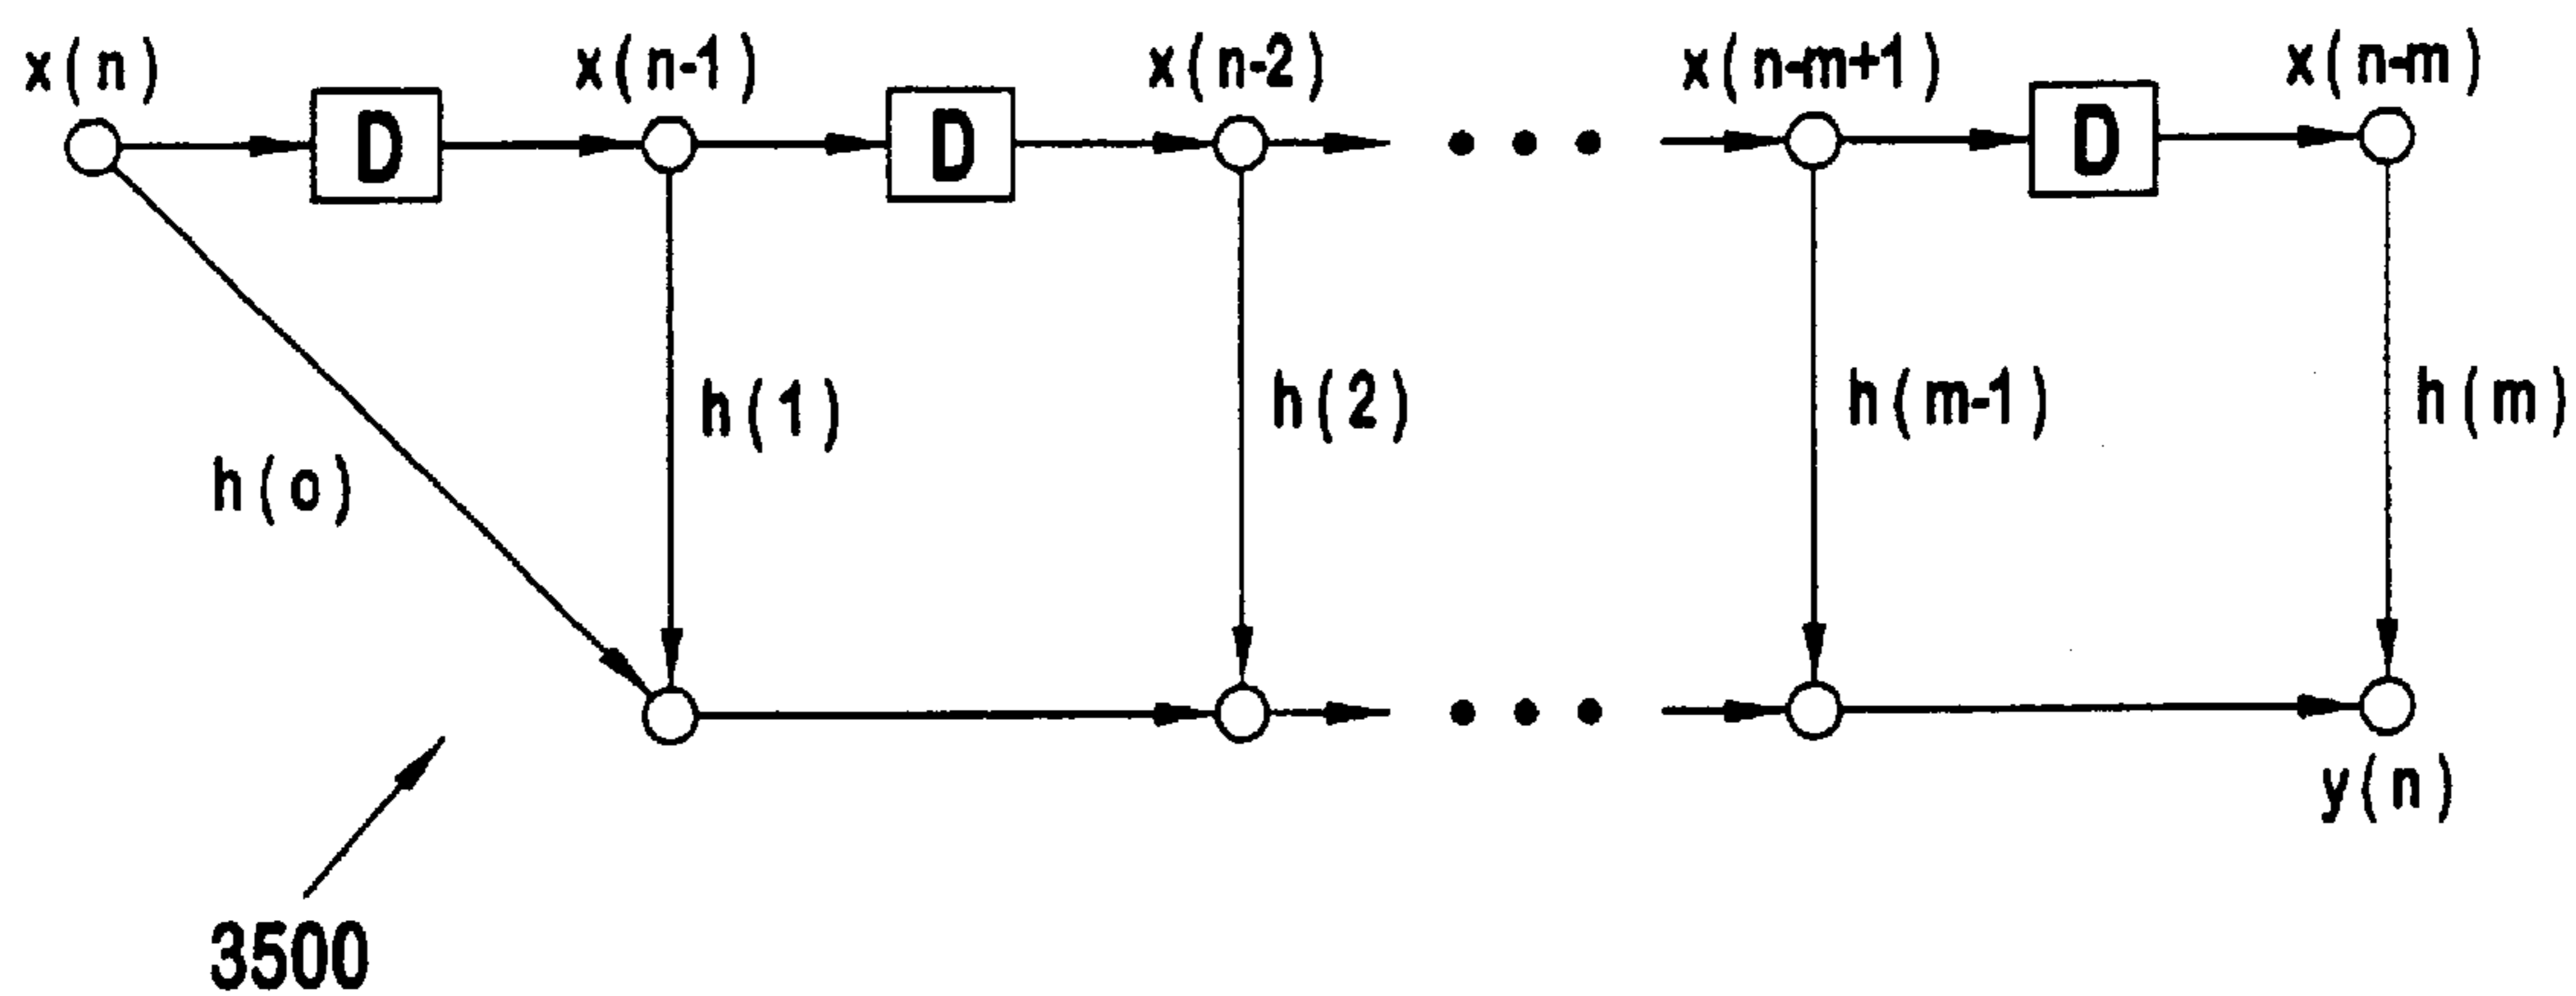 x(n) x(n-1) x(n-2) x(n-m+1) x(n-m)
D D D
h(o) h(1) h(2) h(m-1) h(m)
y(n)
3500